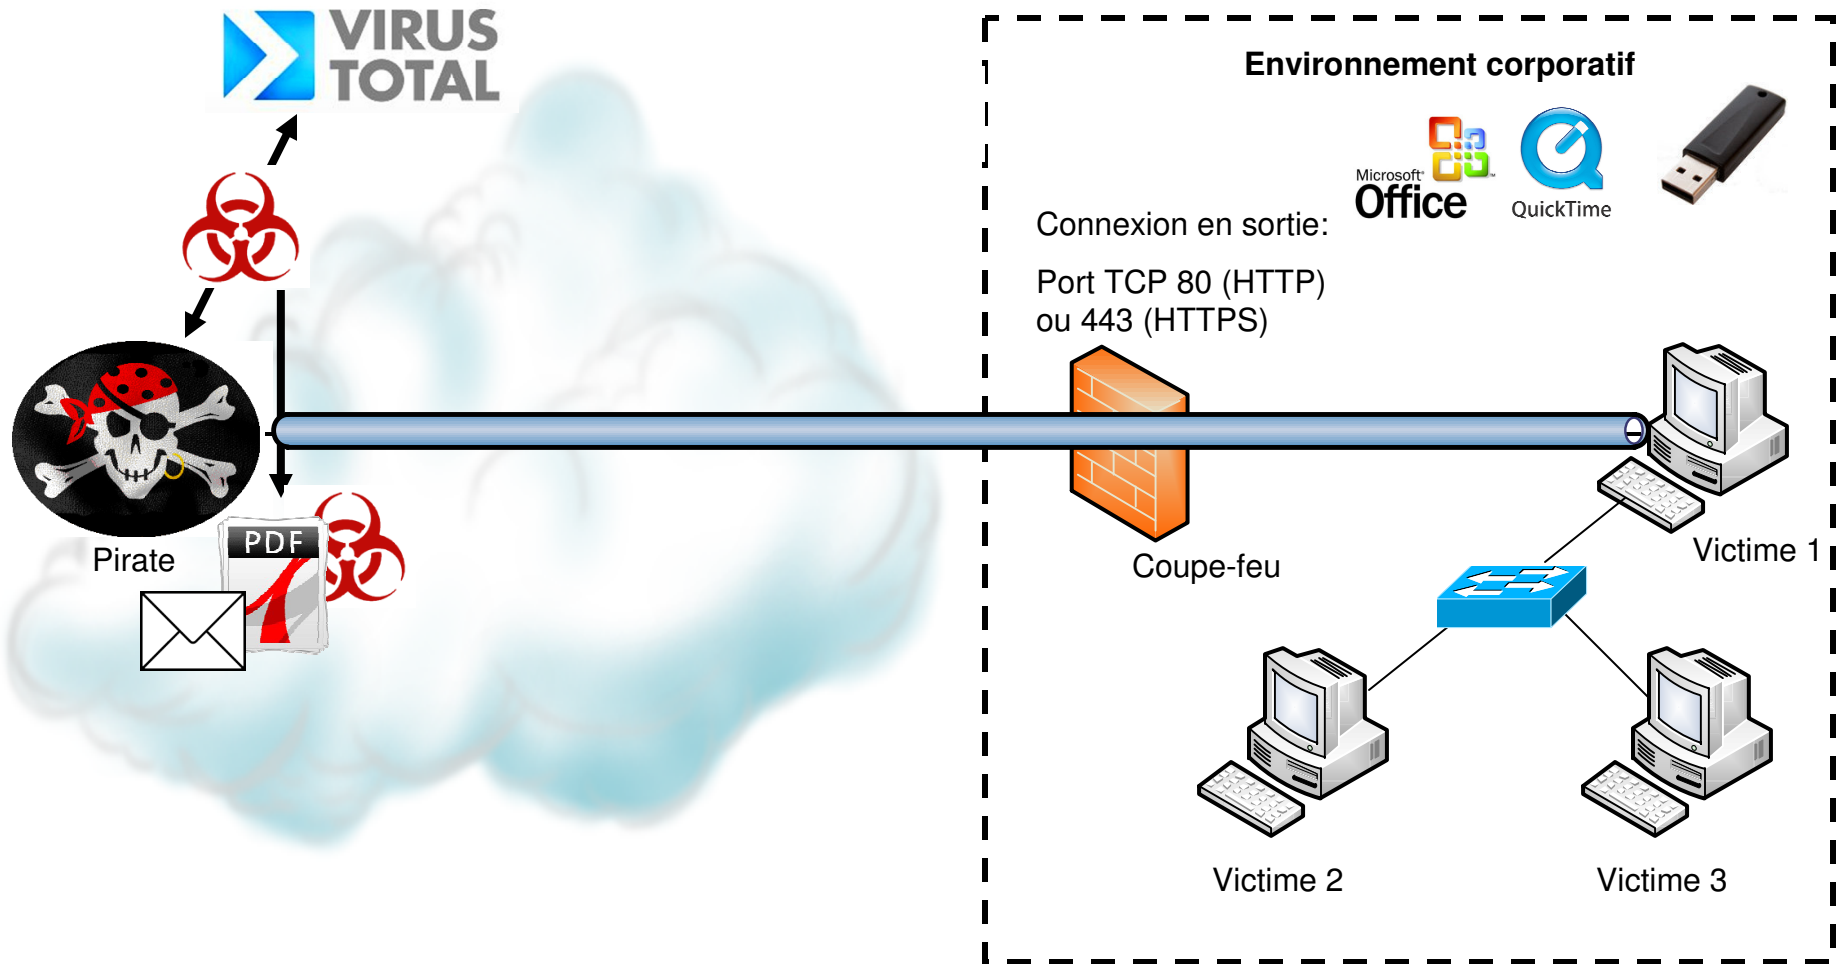 VIRUS
TOTAL
Environnement corporatif
Microsoft
Office
QuickTime
Connexion en sortie:
Port TCP 80 (HTTP)
ou 443 (HTTPS)
Pirate
PDF
Coupe-feu
Victime 1
Victime 2
Victime 3